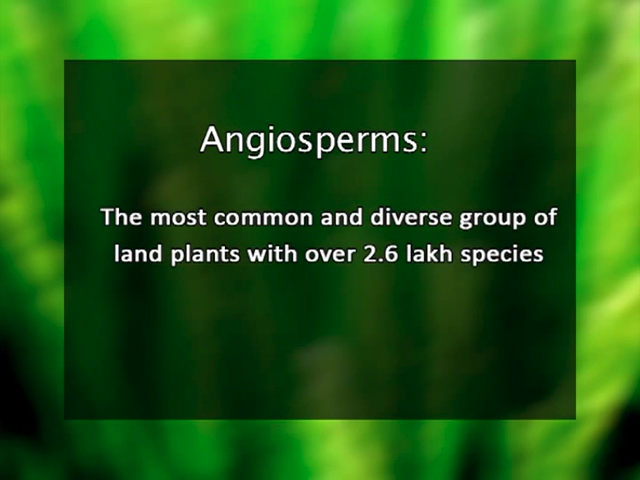 Angiosperms:
The most common and diverse group of
land plants with over 2.6 lakh species